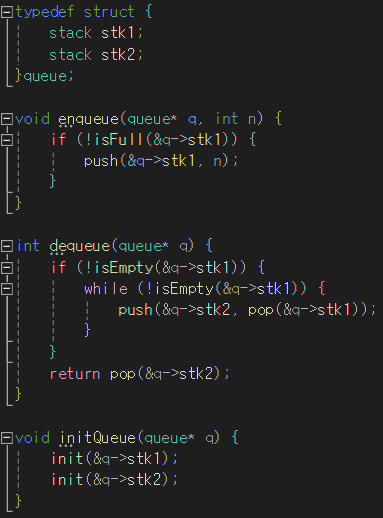 typedef struct {
    stack stk1;
    stack stk2;
}queue;

void enqueue(queue* q, int n) {
    if (!isFull(&q->stk1)) {
        push(&q->stk1, n);
    }
}

int dequeue(queue* q) {
    if (!isEmpty(&q->stk1)) {
        while (!isEmpty(&q->stk1)) {
            push(&q->stk2, pop(&q->stk1));
        }
    }
    return pop(&q->stk2);
}

void initQueue(queue* q) {
    init(&q->stk1);
    init(&q->stk2);
}